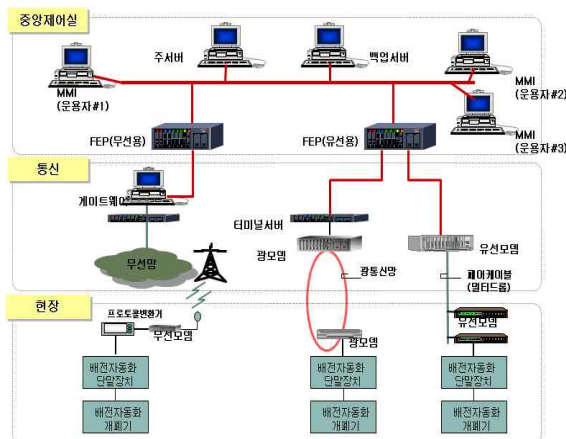 중앙제어실
주서버
백업서버
MMI
(운용자#1)
MMI
(운용자#2)
MMI
(운용자#3)
FEP(무선용)
FEP(유선용)
통신
게이트웨이
터미널서버
광모뎀
유선모뎀
무선망
광통신망
페어케이블
(멀티드롭)
현장
프로토콜변환기
무선모뎀
광모뎀
유선모뎀
배전자동화
단말장치
배전자동화
단말장치
배전자동화
단말장치
배전자동화
개폐기
배전자동화
개폐기
배전자동화
개폐기